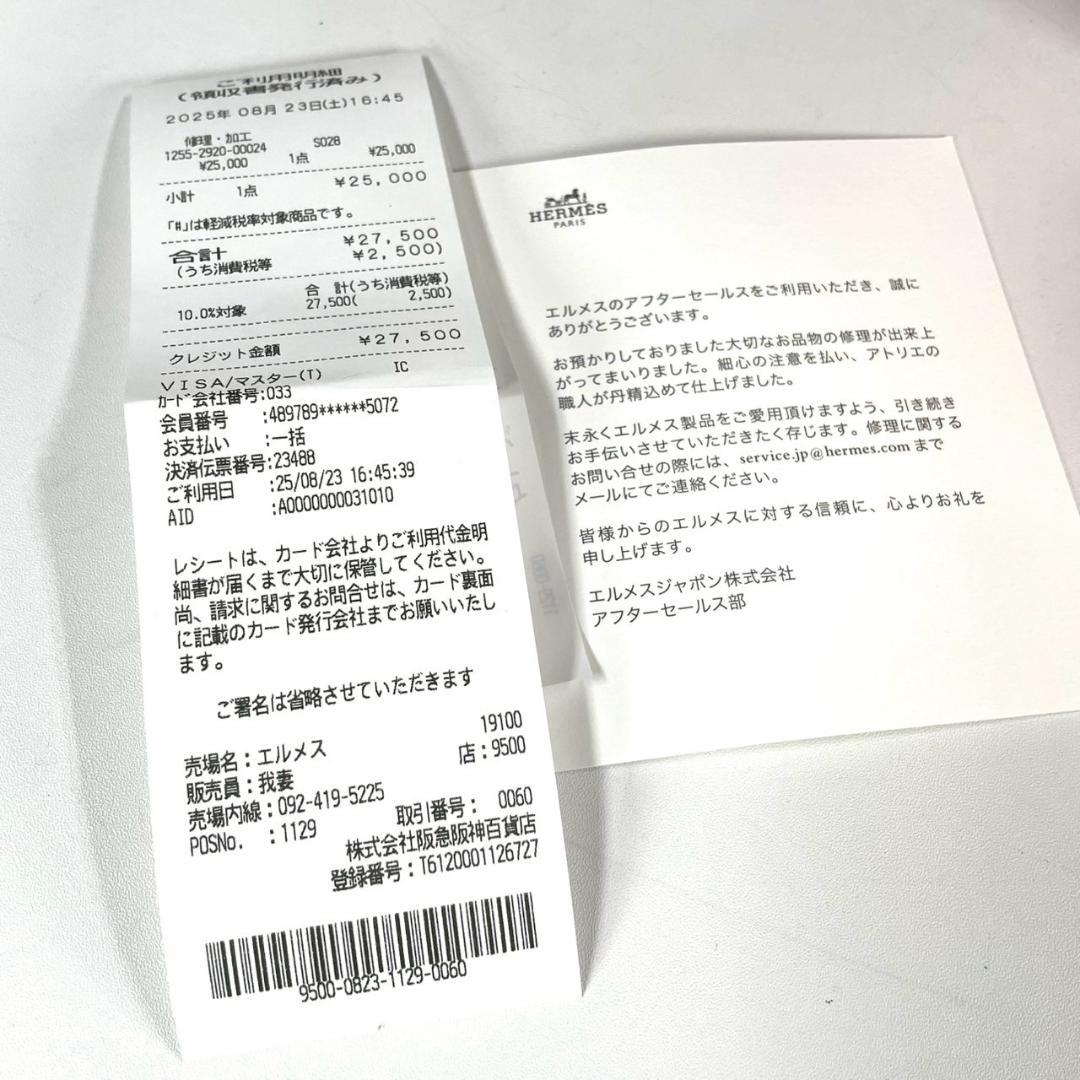 ご利用明細
(領収書発行済み)
2025年 08月 23日(土)16:45
修理・加工 S028
1255-2920-00024
¥25,000 1点 ¥25,000
小計 1点 ¥25,000
「#」は軽減税率対象商品です。
合計 ¥27,500
(うち消費税等 ¥2,500)
合 計(うち消費税等)
10.0%対象 27,500( 2,500)
クレジット金額 ¥27,500
VISA/マスター(T) IC
カード会社番号:033
会員番号 :489789******5072
お支払い :一括
決済伝票番号:23488
ご利用日 :25/08/23 16:45:39
AID :A0000000031010
レシートは、カード会社よりご利用代金明
細書が届くまで大切に保管してください。
尚、請求に関するお問合せは、カード裏面
に記載のカード発行会社までお願いいたし
ます。
ご署名は省略させていただきます
19100
売場名:エルメス 店:9500
販売員:我妻
売場内線:092-419-5225
POSNo. :1129 取引番号: 0060
株式会社阪急阪神百貨店
登録番号:T6120001126727
9500-0823-1129-0060
HERMÈS
PARIS
エルメスのアフターセールスをご利用いただき、誠に
ありがとうございます。
お預かりしておりました大切なお品物の修理が出来上
がってまいりました。細心の注意を払い、アトリエの
職人が丹精込めて仕上げました。
末永くエルメス製品をご愛用頂けますよう、引き続き
お手伝いさせていただきたく存じます。修理に関する
お問い合せの際には、service.jp@hermes.com まで
メールにてご連絡ください。
皆様からのエルメスに対する信頼に、心よりお礼を
申し上げます。
エルメスジャポン株式会社
アフターセールス部